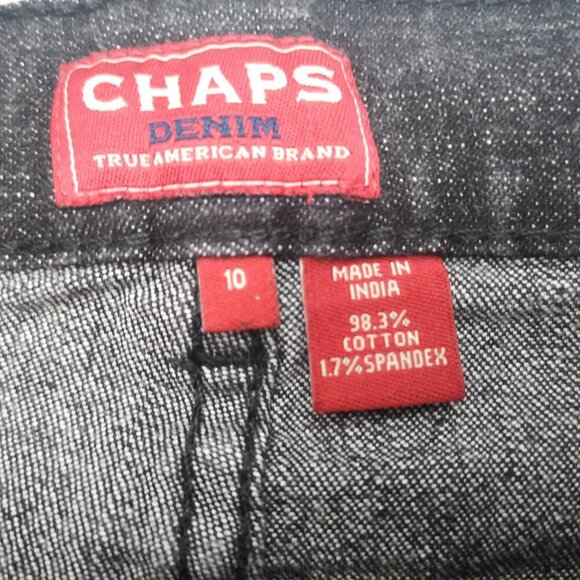 CHAPS
DENIM
TRUE AMERICAN BRAND
10
MADE IN
INDIA
98.3%
COTTON
1.7% SPANDEX